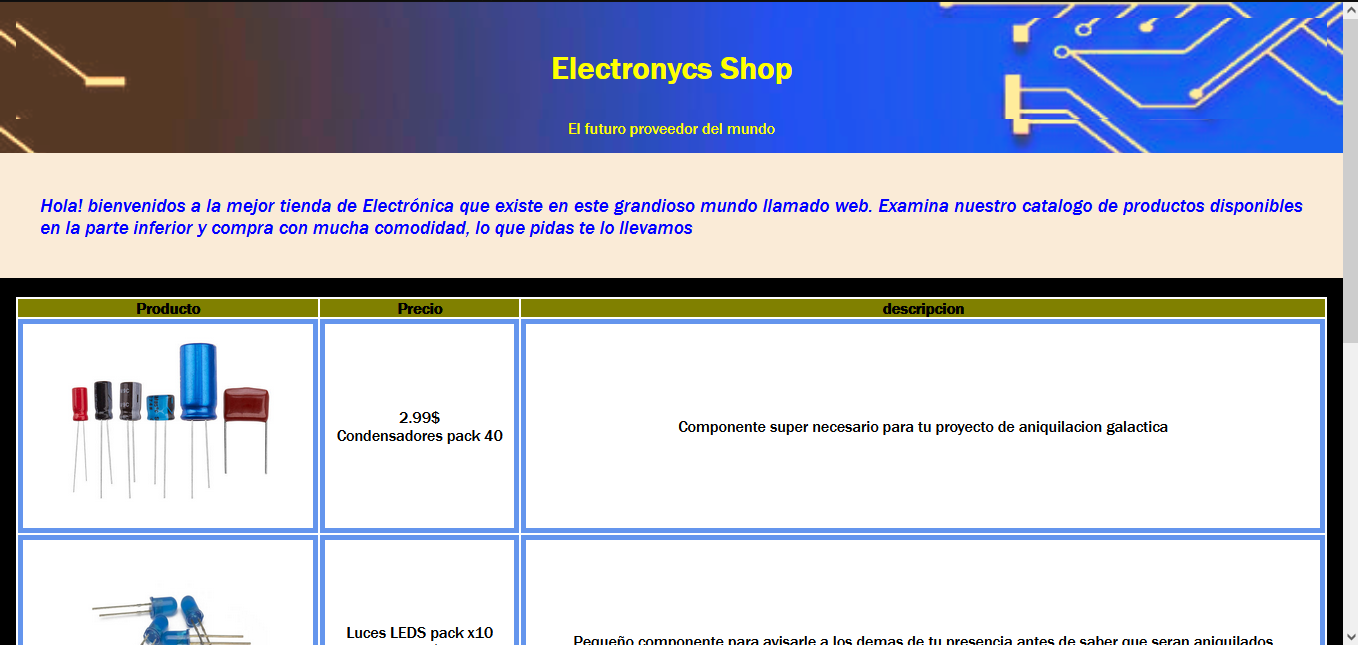 Electronycs Shop
El futuro proveedor del mundo
Hola! bienvenidos a la mejor tienda de Electrónica que existe en este grandioso mundo llamado web. Examina nuestro catalogo de productos disponibles
en la parte inferior y compra con mucha comodidad, lo que pidas te lo llevamos
Producto Precio descripcion
2.99$
Condensadores pack 40
Componente super necesario para tu proyecto de aniquilacion galactica
Luces LEDS pack x10
Pequeño componente para avisarle a los demas de tu presencia antes de saber que seran aniquilados